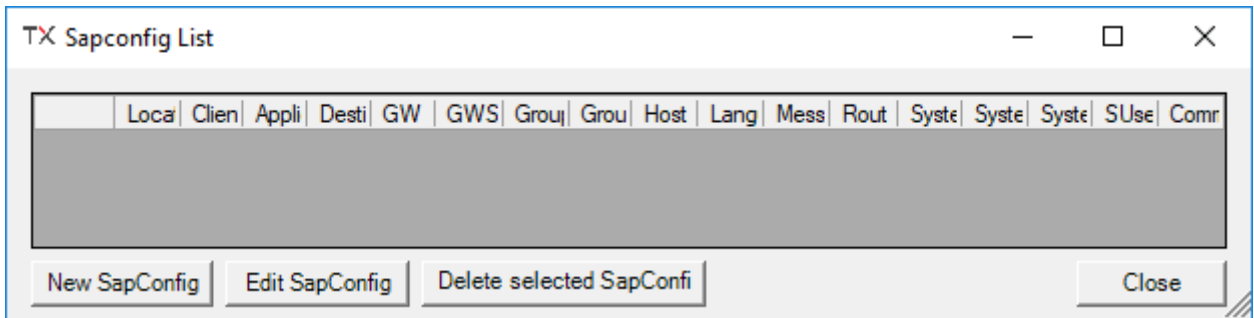 TX Sapconfig List
Loca Clien Appli Desti GW GWS Grou Grou Host Lang Mess Rout Syste Syste Syste SUse Comr
New SapConfig Edit SapConfig Delete selected SapConfi Close